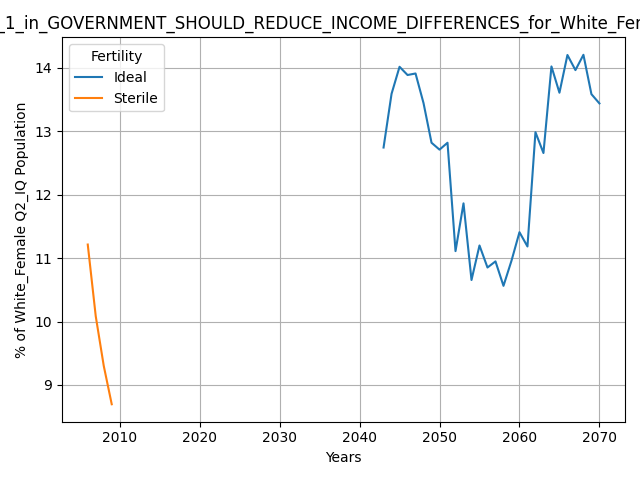 _1_in_GOVERNMENT_SHOULD_REDUCE_INCOME_DIFFERENCES_for_White_Fem
Fertility
Ideal
Sterile
14
13
12
11
10
9
% of White_Female Q2_IQ Population
2010 2020 2030 2040 2050 2060 2070
Years